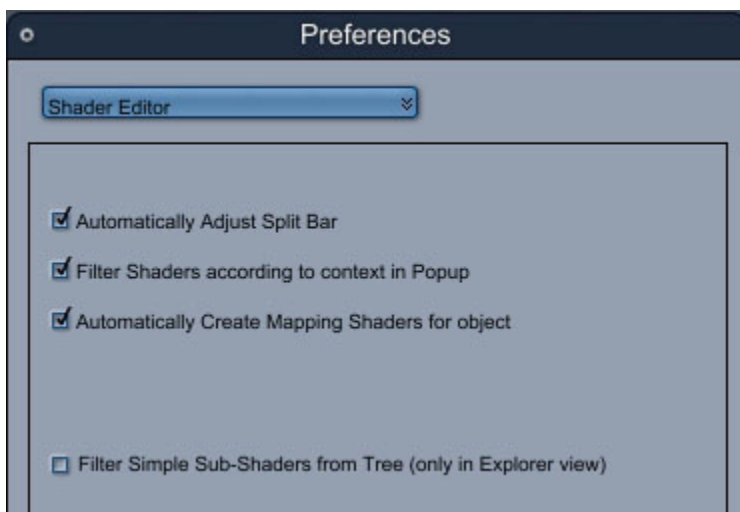 Preferences
Shader Editor
Automatically Adjust Split Bar
Filter Shaders according to context in Popup
Automatically Create Mapping Shaders for object
Filter Simple Sub-Shaders from Tree (only in Explorer view)